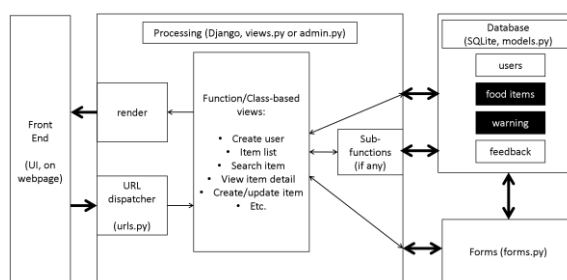 Processing (Django, views.py or admin.py)
Database
(SQLite, models.py)
users
food items
warning
feedback
Front
End
(UI, on
webpage)
render
URL
dispatcher
(urls.py)
Function/Class-based
views:
• Create user
• Item list
• Search item
• View item detail
• Create/update item
• Etc.
Sub-
functions
(if any)
Forms (forms.py)